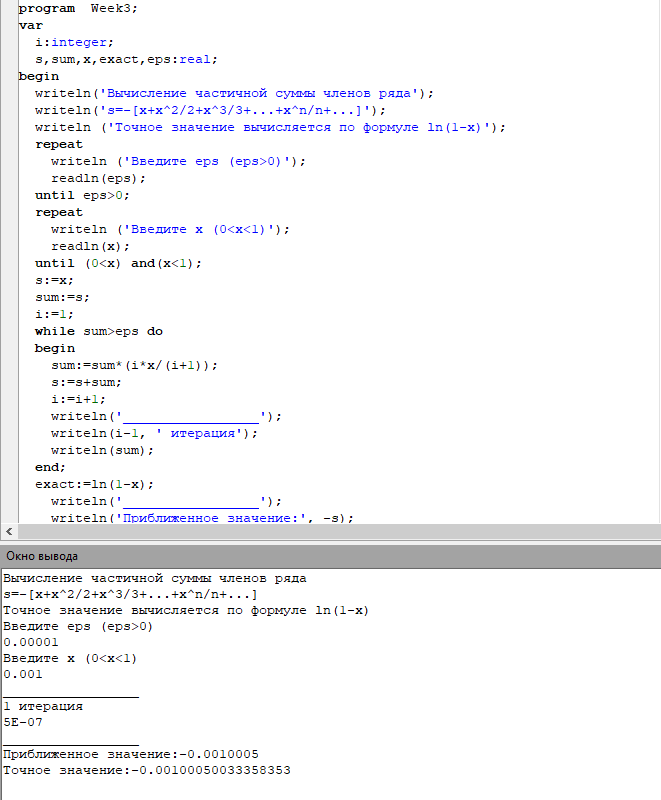 program  Week3;
var
  i:integer;
  s,sum,x,exact,eps:real;
begin
  writeln('Вычисление частичной суммы членов ряда');
  writeln('s=-[x+x^2/2+x^3/3+...+x^n/n+...]');
  writeln ('Точное значение вычисляется по формуле ln(1-x)');
  repeat
    writeln ('Введите eps (eps>0)');
    readln(eps);
  until eps>0;
  repeat
    writeln ('Введите x (0<x<1)');
    readln(x);
  until (0<x) and(x<1);
  s:=x;
  sum:=s;
  i:=1;
  while sum>eps do
  begin
    sum:=sum*(i*x/(i+1));
    s:=s+sum;
    i:=i+1;
    writeln('_________________');
    writeln(i-1, ' итерация');
    writeln(sum);
  end;
  exact:=ln(1-x);
    writeln('_________________');
    writeln('Приближенное значение:', -s);
Окно вывода
Вычисление частичной суммы членов ряда
s=-[x+x^2/2+x^3/3+...+x^n/n+...]
Точное значение вычисляется по формуле ln(1-x)
Введите eps (eps>0)
0.00001
Введите x (0<x<1)
0.001
_________________
1 итерация
5E-07
_________________
Приближенное значение:-0.0010005
Точное значение:-0.00100050033358353